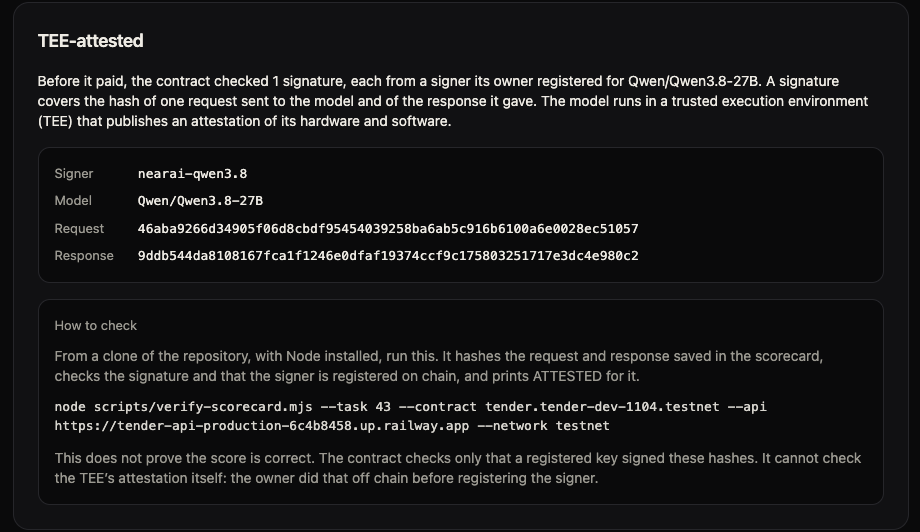 TEE-attested
Before it paid, the contract checked 1 signature, each from a signer its owner registered for Qwen/Qwen3.8-27B. A signature
covers the hash of one request sent to the model and of the response it gave. The model runs in a trusted execution environment
(TEE) that publishes an attestation of its hardware and software.
Signer nearai-qwen3.8
Model Qwen/Qwen3.8-27B
Request 46aba9266d34905f06d8cbdf95454039258ba6ab5c916b6100a6e0028ec51057
Response 9ddb544da8108167fca1f1246e0dfaf19374ccf9c175803251717e3dc4e980c2
How to check
From a clone of the repository, with Node installed, run this. It hashes the request and response saved in the scorecard,
checks the signature and that the signer is registered on chain, and prints ATTESTED for it.
node scripts/verify-scorecard.mjs --task 43 --contract tender.tender-dev-1104.testnet --api
https://tender-api-production-6c4b8458.up.railway.app --network testnet
This does not prove the score is correct. The contract checks only that a registered key signed these hashes. It cannot check
the TEE's attestation itself: the owner did that off chain before registering the signer.